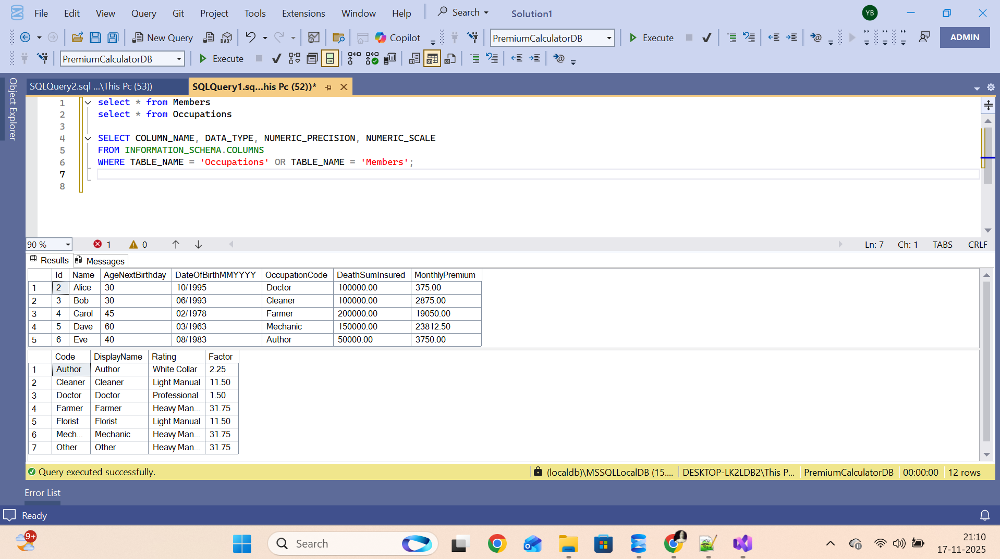 File Edit View Query Git Project Tools Extensions Window Help Search Solution1 YB
New Query DAX Copilot PremiumCalculatorDB Execute ADMIN
PremiumCalculatorDB Execute
Object Explorer
SQLQuery2.sql ...\This Pc (53)) SQLQuery1.sq...his Pc (52))*
1 select * from Members
2 select * from Occupations
3
4 SELECT COLUMN_NAME, DATA_TYPE, NUMERIC_PRECISION, NUMERIC_SCALE
5 FROM INFORMATION_SCHEMA.COLUMNS
6 WHERE TABLE_NAME = 'Occupations' OR TABLE_NAME = 'Members';
7
8
90 % 1 0 Ln: 7 Ch: 1 TABS CRLF
Results Messages
Id Name AgeNextBirthday DateOfBirthMMYYYY OccupationCode DeathSumInsured MonthlyPremium
1 2 Alice 30 10/1995 Doctor 100000.00 375.00
2 3 Bob 30 06/1993 Cleaner 100000.00 2875.00
3 4 Carol 45 02/1978 Farmer 200000.00 19050.00
4 5 Dave 60 03/1963 Mechanic 150000.00 23812.50
5 6 Eve 40 08/1983 Author 50000.00 3750.00
Code DisplayName Rating Factor
1 Author Author White Collar 2.25
2 Cleaner Cleaner Light Manual 11.50
3 Doctor Doctor Professional 1.50
4 Farmer Farmer Heavy Man... 31.75
5 Florist Florist Light Manual 11.50
6 Mech... Mechanic Heavy Man... 31.75
7 Other Other Heavy Man... 31.75
Query executed successfully. (localdb)\MSSQLLocalDB (15.... DESKTOP-LK2LDB2\This P... PremiumCalculatorDB 00:00:00 12 rows
Error List
Ready
9+ Search 21:10
17-11-2025